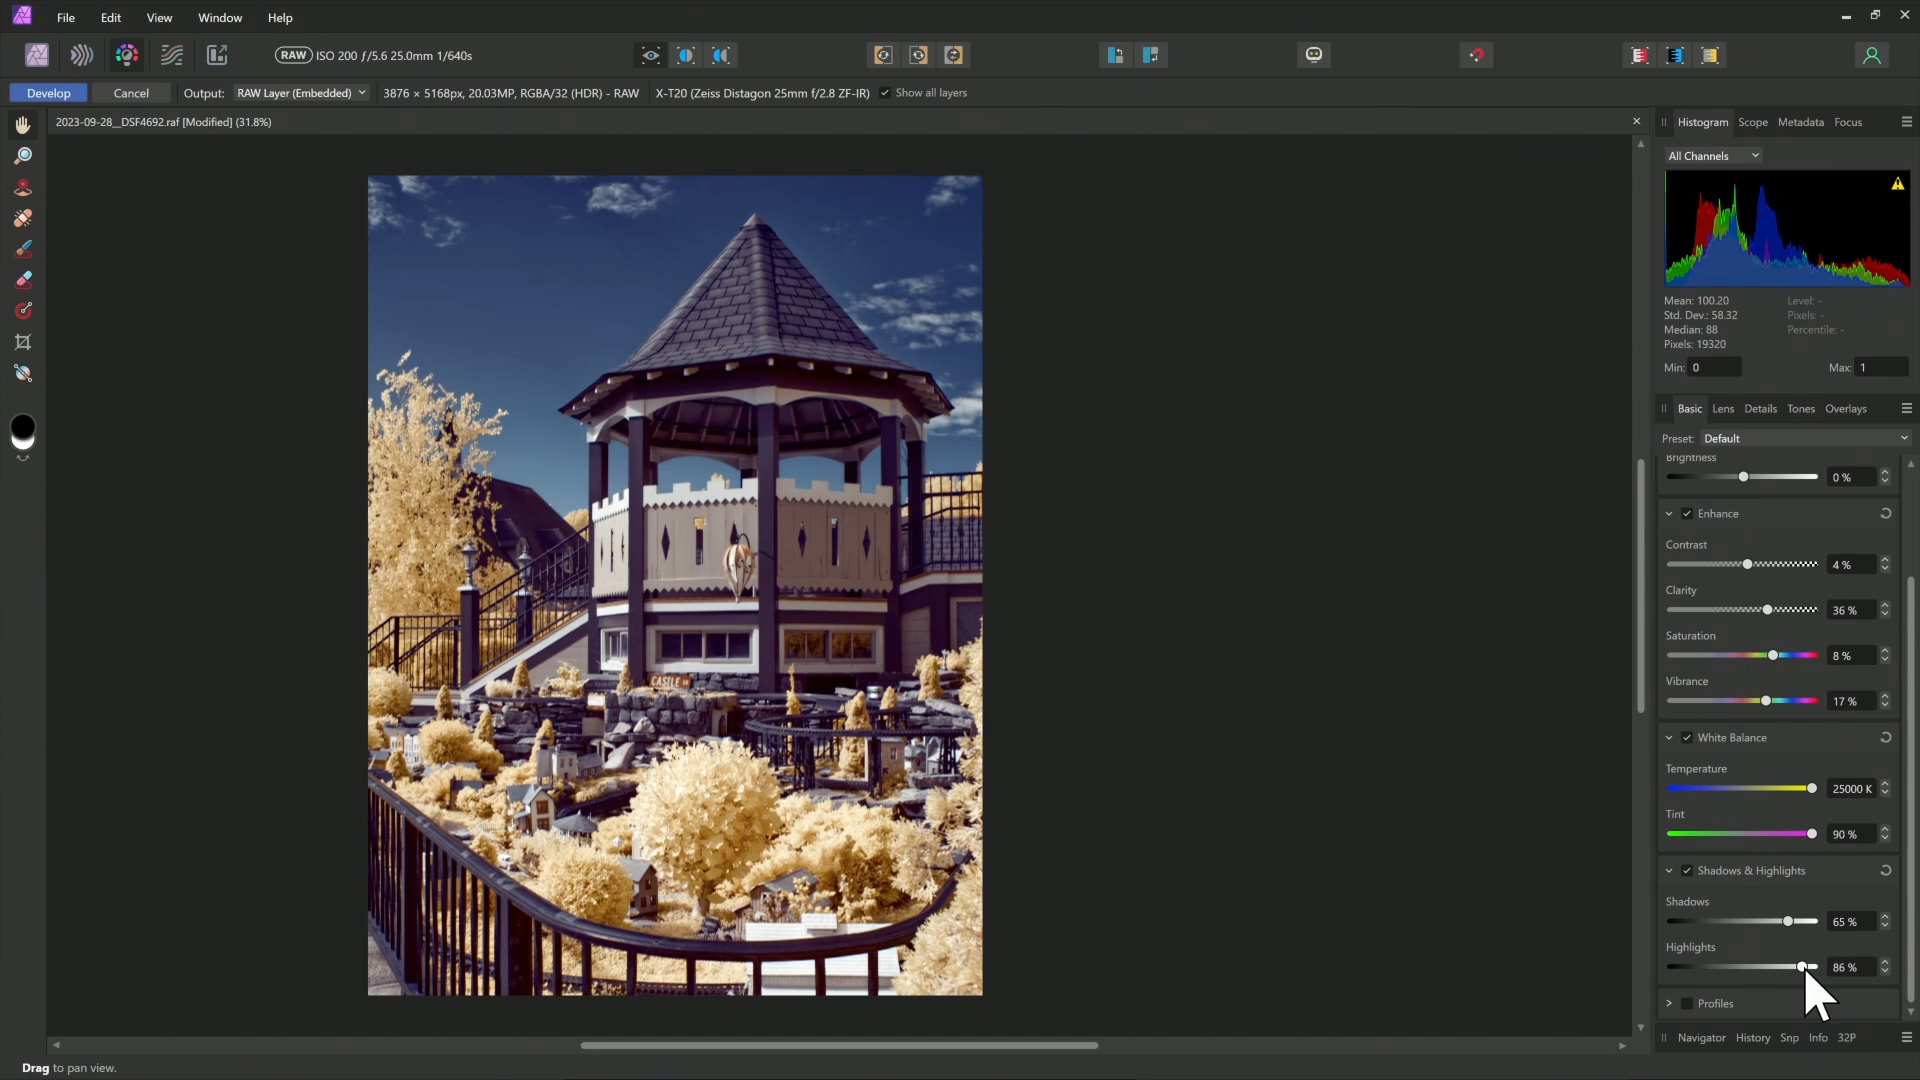 File Edit View Window Help
RAW ISO 200 ƒ/5.6 25.0mm 1/640s
Develop Cancel Output: RAW Layer (Embedded) 3876 × 5168px, 20.03MP, RGBA/32 (HDR) - RAW X-T20 (Zeiss Distagon 25mm f/2.8 ZF-IR) Show all layers
2023-09-28__DSF4692.raf [Modified] (31.8%)
Histogram Scope Metadata Focus
All Channels
Mean: 100.20 Level: -
Std. Dev.: 58.32 Pixels: -
Median: 88 Percentile: -
Pixels: 19320
Min: 0 Max: 1
Basic Lens Details Tones Overlays
Preset: Default
Brightness
0 %
Enhance
Contrast
4 %
Clarity
36 %
Saturation
8 %
Vibrance
17 %
White Balance
Temperature
25000 K
Tint
90 %
Shadows & Highlights
Shadows
65 %
Highlights
86 %
Profiles
Navigator History Snp Info 32P
CASTLE
Drag to pan view.